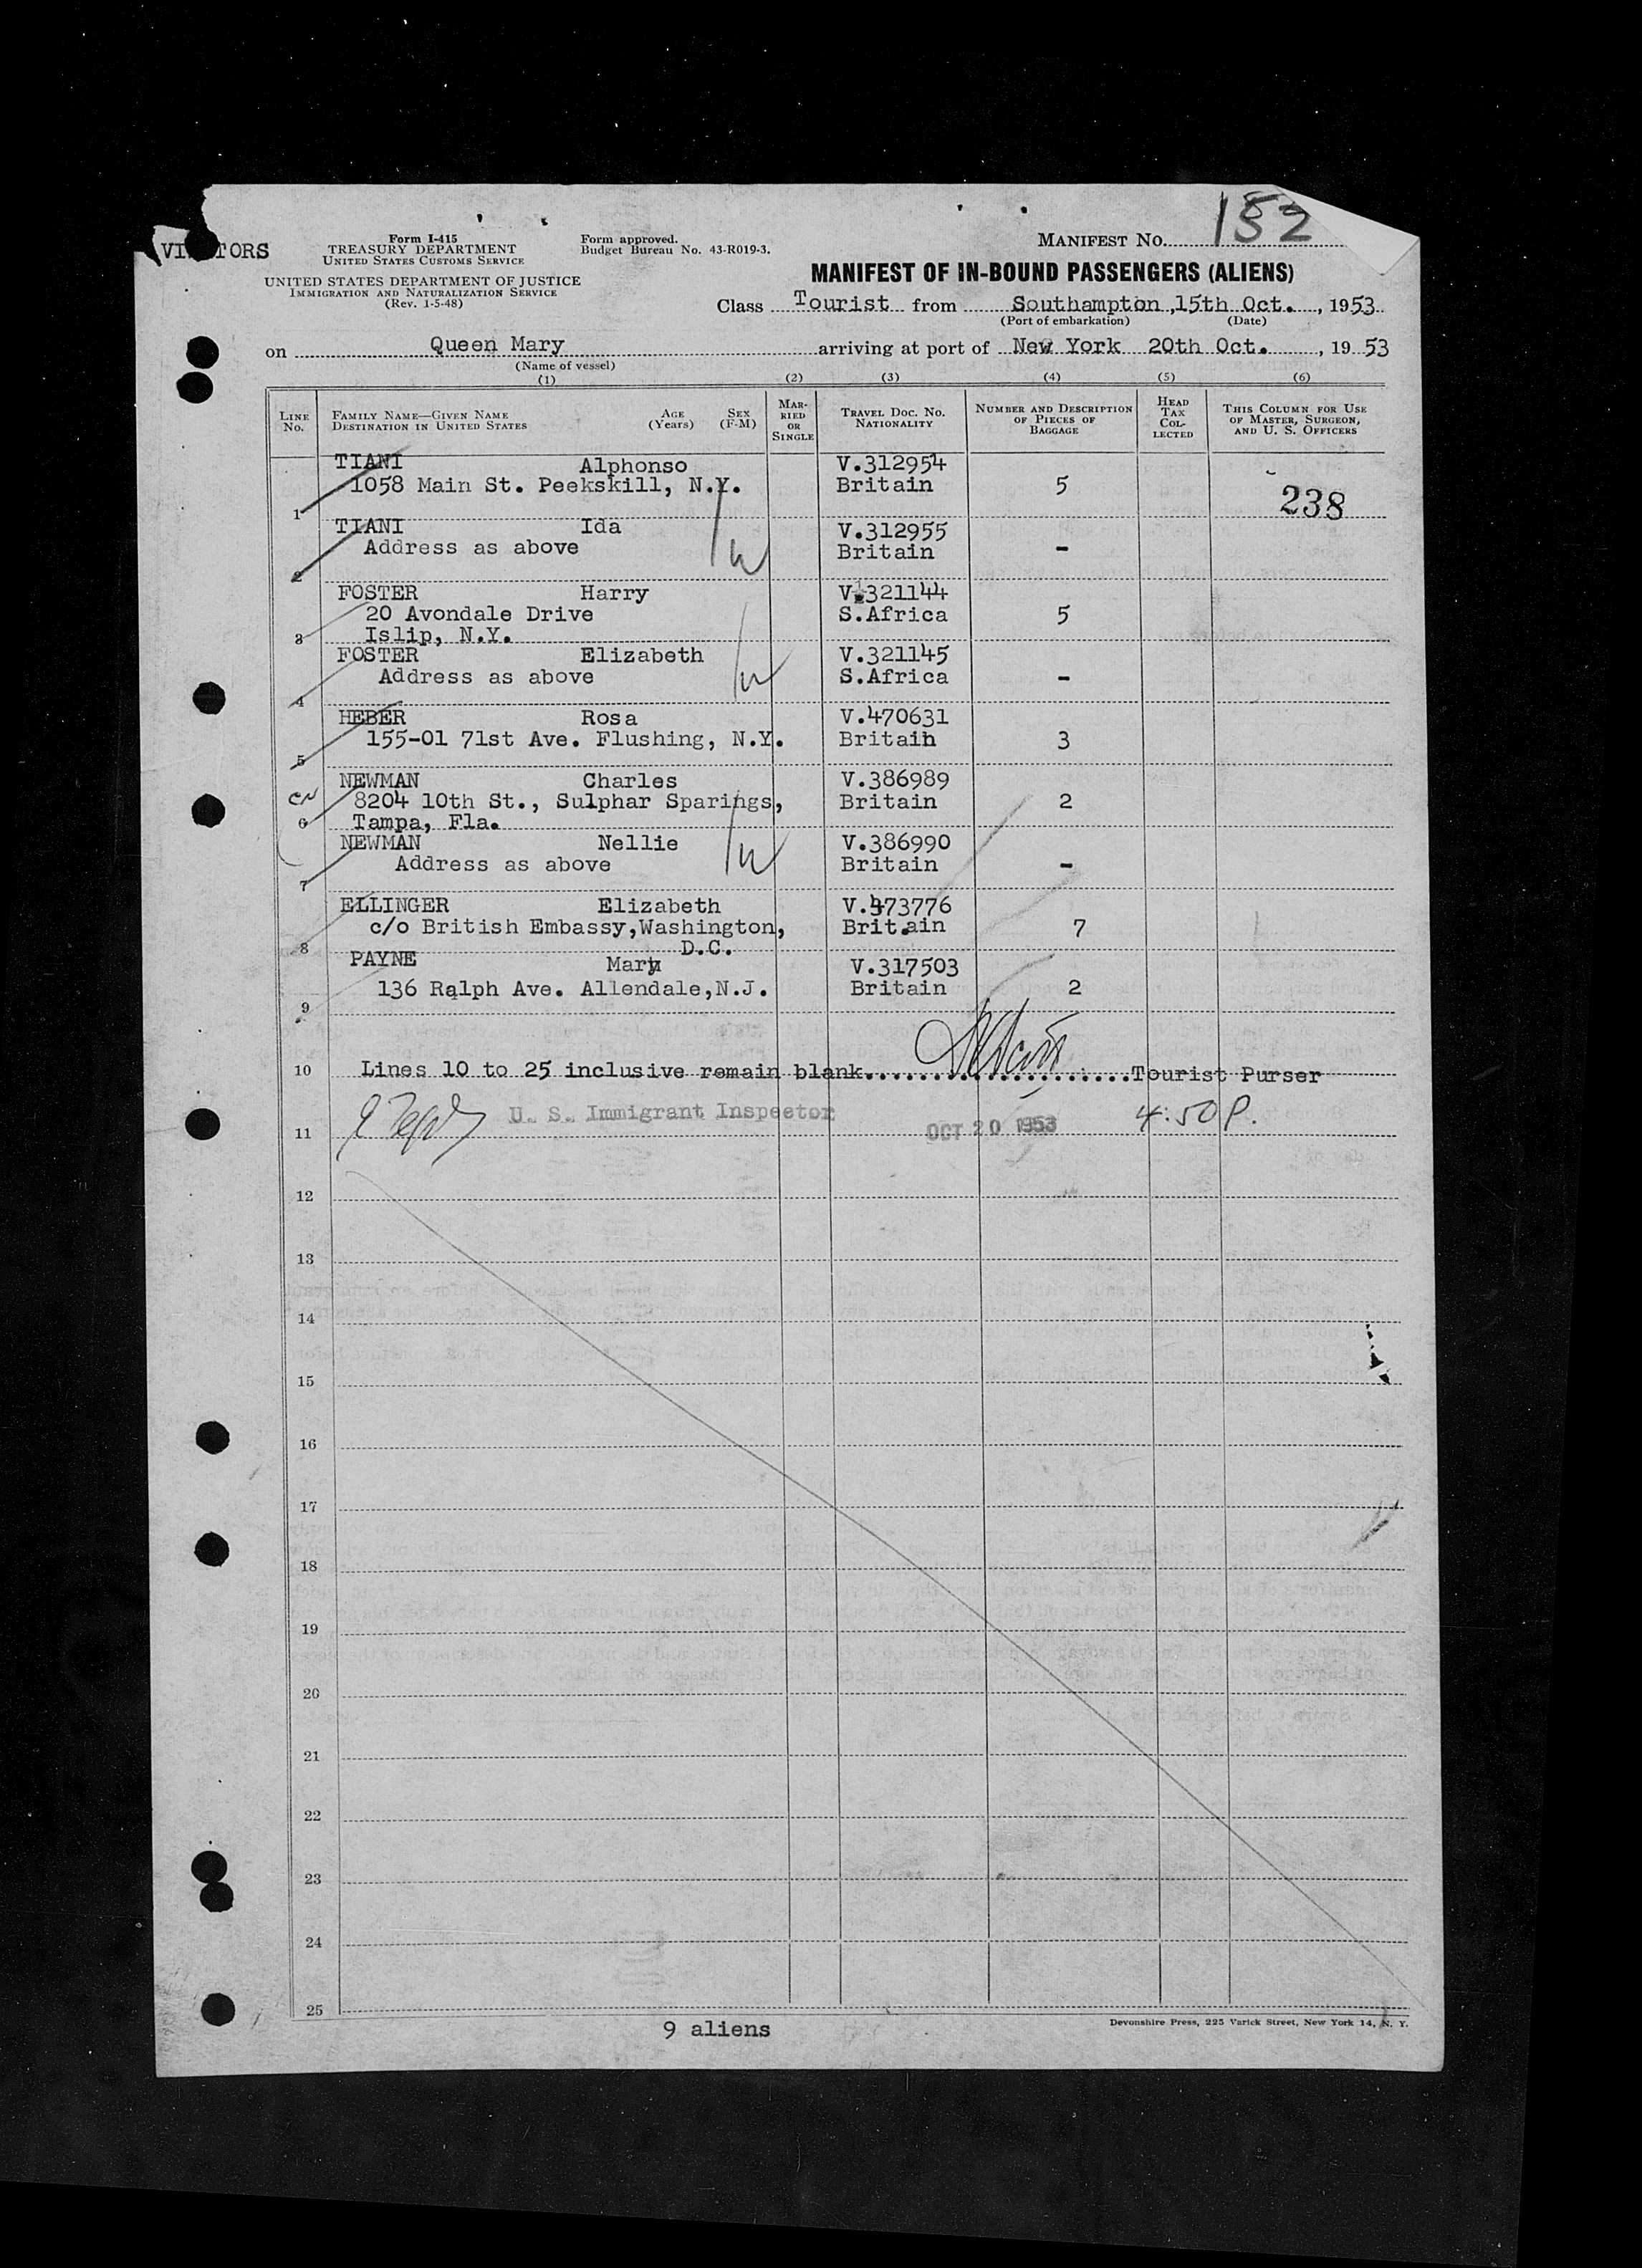 VISITORS
Form I-415
TREASURY DEPARTMENT
UNITED STATES CUSTOMS SERVICE
UNITED STATES DEPARTMENT OF JUSTICE
IMMIGRATION AND NATURALIZATION SERVICE
(Rev. 1-5-48)
Form approved.
Budget Bureau No. 43-R019-3.
MANIFEST NO. 152
MANIFEST OF IN-BOUND PASSENGERS (ALIENS)
Class Tourist from Southampton, 15th Oct., 1953
(Port of embarkation) (Date)
on Queen Mary arriving at port of New York 20th Oct. , 19 53
(Name of vessel)
(1) (2) (3) (4) (5) (6)
LINE NO.
FAMILY NAME—GIVEN NAME DESTINATION IN UNITED STATES
AGE (Years)
SEX (F-M)
MARRIED OR SINGLE
TRAVEL DOC. NO. NATIONALITY
NUMBER AND DESCRIPTION OF PIECES OF BAGGAGE
HEAD TAX COLLECTED
THIS COLUMN FOR USE OF MASTER, SURGEON, AND U. S. OFFICERS
TIANI Alphonso V.312954
1058 Main St. Peekskill, N.Y. Britain 5 238
1
TIANI Ida V.312955
Address as above Britain -
2
FOSTER Harry V.321144
20 Avondale Drive S.Africa 5
3 Islip, N.Y.
FOSTER Elizabeth V.321145
Address as above S.Africa -
4
HEBER Rosa V.470631
155-01 71st Ave. Flushing, N.Y. Britain 3
5
NEWMAN Charles V.386989
CN 8204 10th St., Sulphar Sparings, Britain 2
6 Tampa, Fla.
NEWMAN Nellie V.386990
Address as above Britain -
7
ELLINGER Elizabeth V.473776
c/o British Embassy,Washington, Brit.ain 7
8 D.C.
PAYNE Mary V.317503
136 Ralph Ave. Allendale,N.J. Britain 2
9
10 Lines 10 to 25 inclusive remain blank.....................Tourist Purser
U. S. Immigrant Inspector OCT 20 1953 4:50 P.
11
12
13
14
15
16
17
18
19
20
21
22
23
24
25
9 aliens
Devonshire Press, 225 Varick Street, New York 14, N. Y.